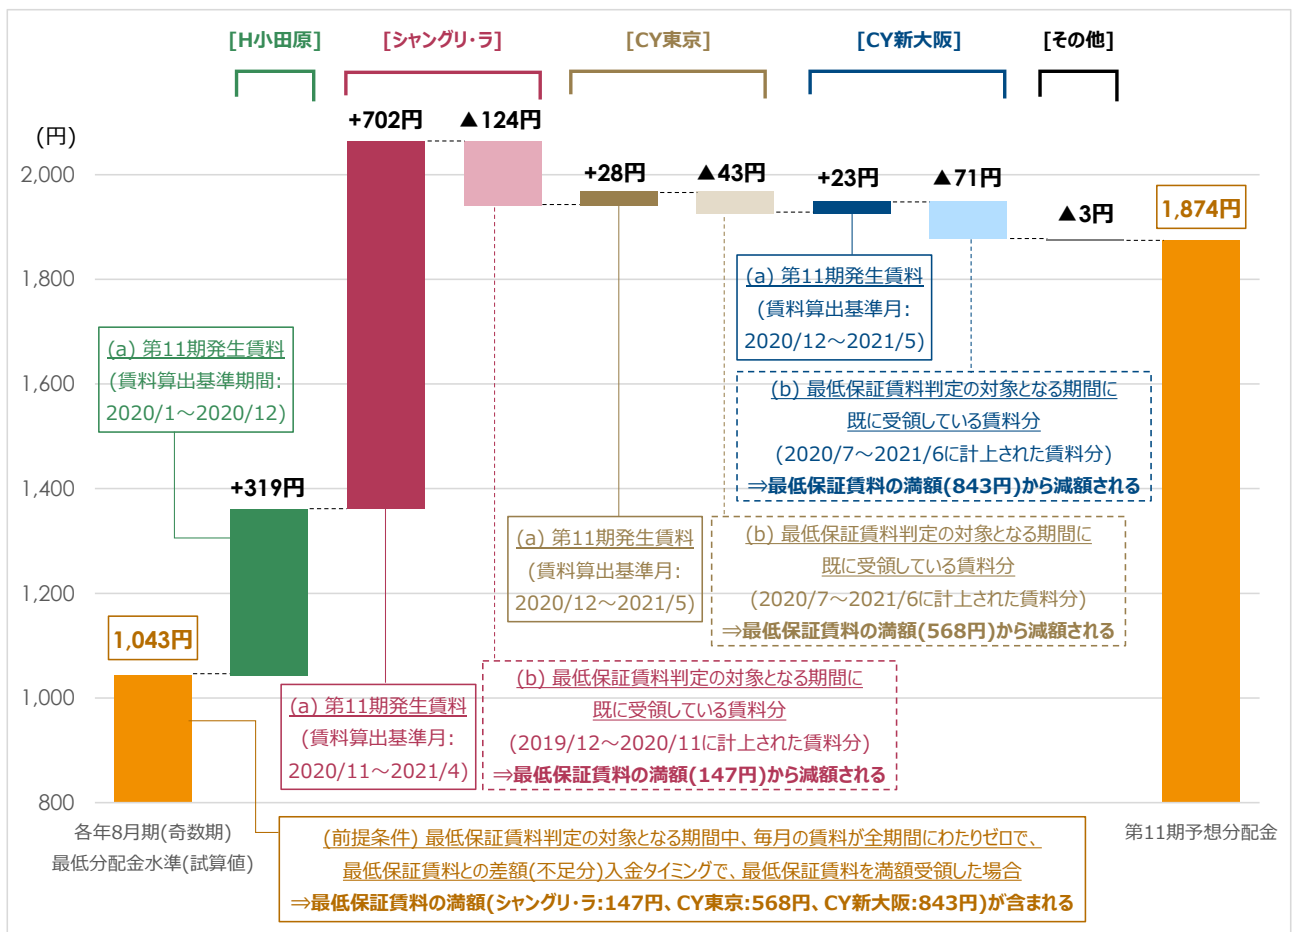 [H小田原]
[シャングリ・ラ]
[CY東京]
[CY新大阪]
[その他]
(円)
+702円
▲124円
+28円
▲43円
+23円
▲71円
▲3円
1,874円
2,000
1,800
1,600
1,400
1,200
1,000
800
(a) 第11期発生賃料
(賃料算出基準月:
2020/12～2021/5)
(a) 第11期発生賃料
(賃料算出基準期間:
2020/1～2020/12)
(b) 最低保証賃料判定の対象となる期間に
既に受領している賃料分
(2020/7～2021/6に計上された賃料分)
⇒最低保証賃料の満額(843円)から減額される
+319円
(a) 第11期発生賃料
(賃料算出基準月:
2020/12～2021/5)
(b) 最低保証賃料判定の対象となる期間に
既に受領している賃料分
(2020/7～2021/6に計上された賃料分)
⇒最低保証賃料の満額(568円)から減額される
1,043円
(a) 第11期発生賃料
(賃料算出基準月:
2020/11～2021/4)
(b) 最低保証賃料判定の対象となる期間に
既に受領している賃料分
(2019/12～2020/11に計上された賃料分)
⇒最低保証賃料の満額(147円)から減額される
各年8月期(奇数期)
最低分配金水準(試算値)
第11期予想分配金
(前提条件) 最低保証賃料判定の対象となる期間中、毎月の賃料が全期間にわたりゼロで、
最低保証賃料との差額(不足分)入金タイミングで、最低保証賃料を満額受領した場合
⇒最低保証賃料の満額(シャングリ・ラ:147円、CY東京:568円、CY新大阪:843円)が含まれる